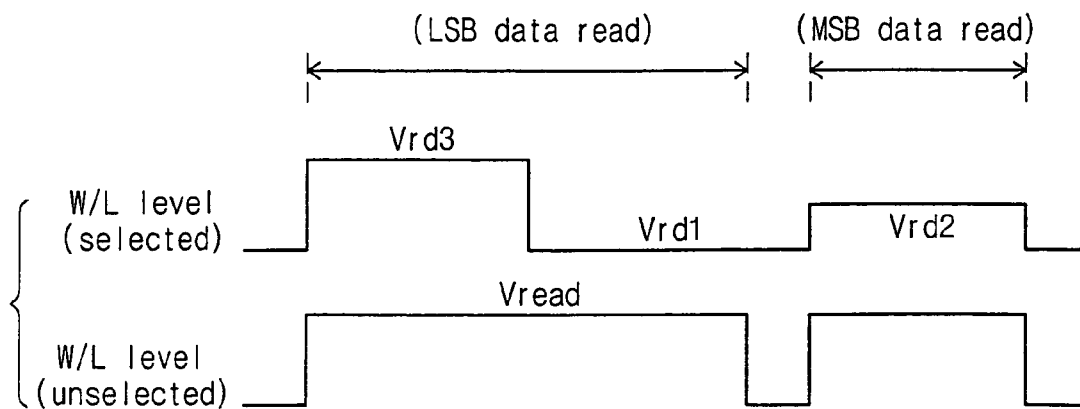 (LSB data read)
(MSB data read)
Vrd3
W/L level
(selected)
Vrd1
Vrd2
Vread
W/L level
(unselected)